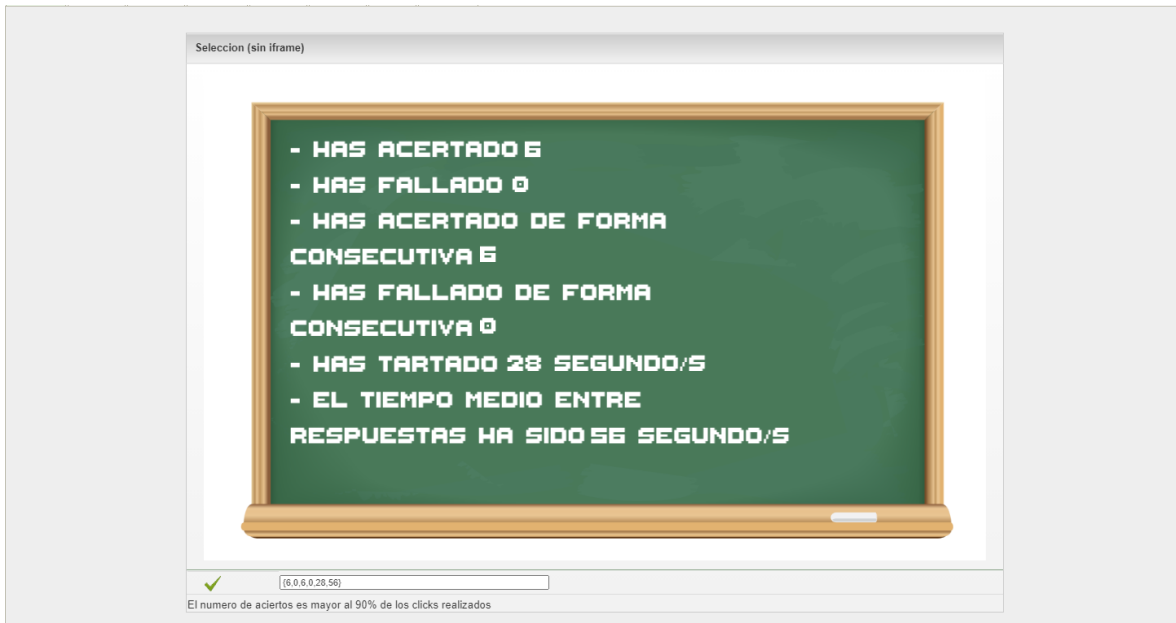 Seleccion (sin iframe)
- HAS ACERTADO 6
- HAS FALLADO 0
- HAS ACERTADO DE FORMA
CONSECUTIVA 6
- HAS FALLADO DE FORMA
CONSECUTIVA 0
- HAS TARTADO 28 SEGUNDO/S
- EL TIEMPO MEDIO ENTRE
RESPUESTAS HA SIDO 56 SEGUNDO/S
{6,0,6,0,28,56}
El numero de aciertos es mayor al 90% de los clicks realizados